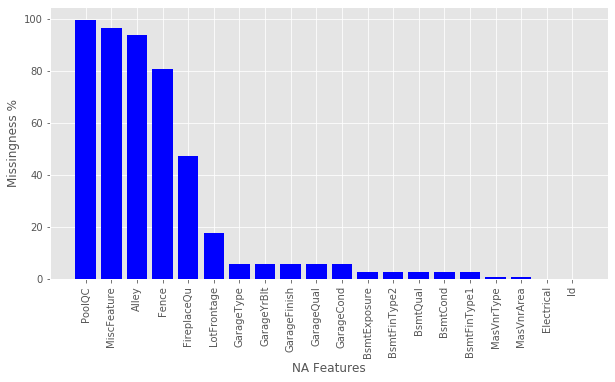 100
80
60
40
20
0
Missingness %
PoolQC
MiscFeature
Alley
Fence
FireplaceQu
LotFrontage
GarageType
GarageYrBlt
GarageFinish
GarageQual
GarageCond
BsmtExposure
BsmtFinType2
BsmtQual
BsmtCond
BsmtFinType1
MasVnrType
MasVnrArea
Electrical
Id
NA Features